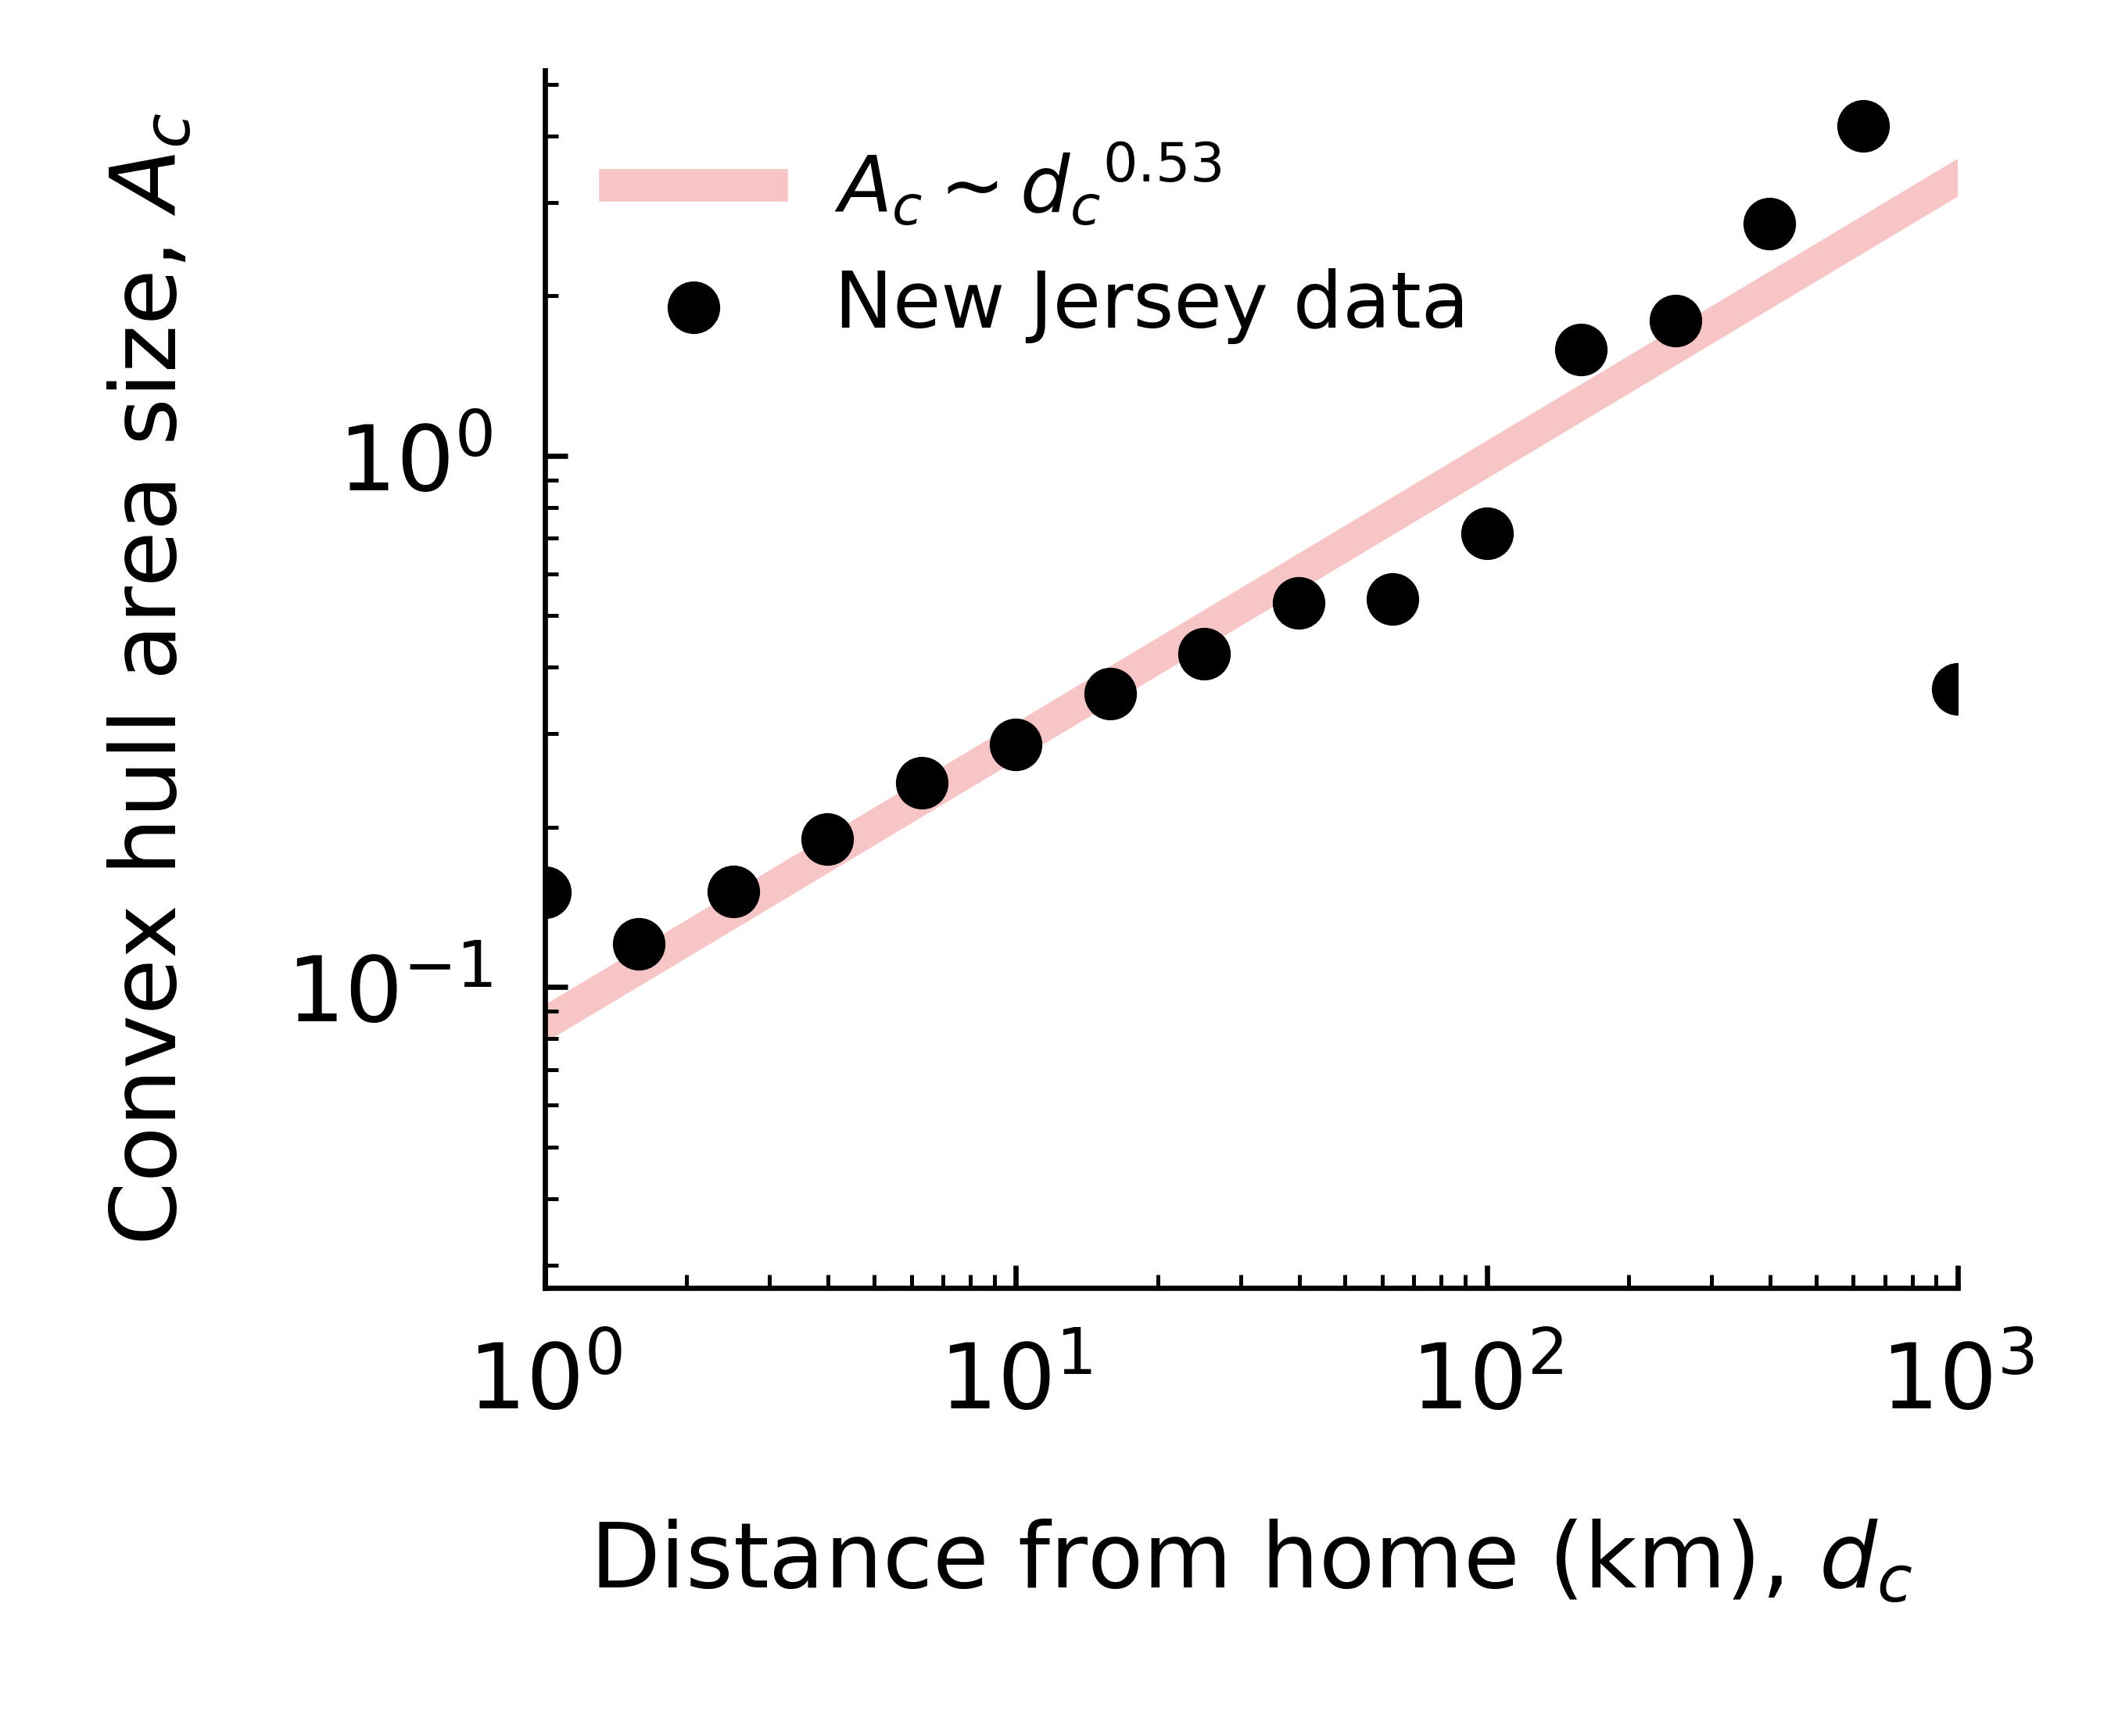 Convex hull area size, A_c
A_c ~ d_c^0.53
New Jersey data
10^0
10^−1
10^0 10^1 10^2 10^3
Distance from home (km), d_c